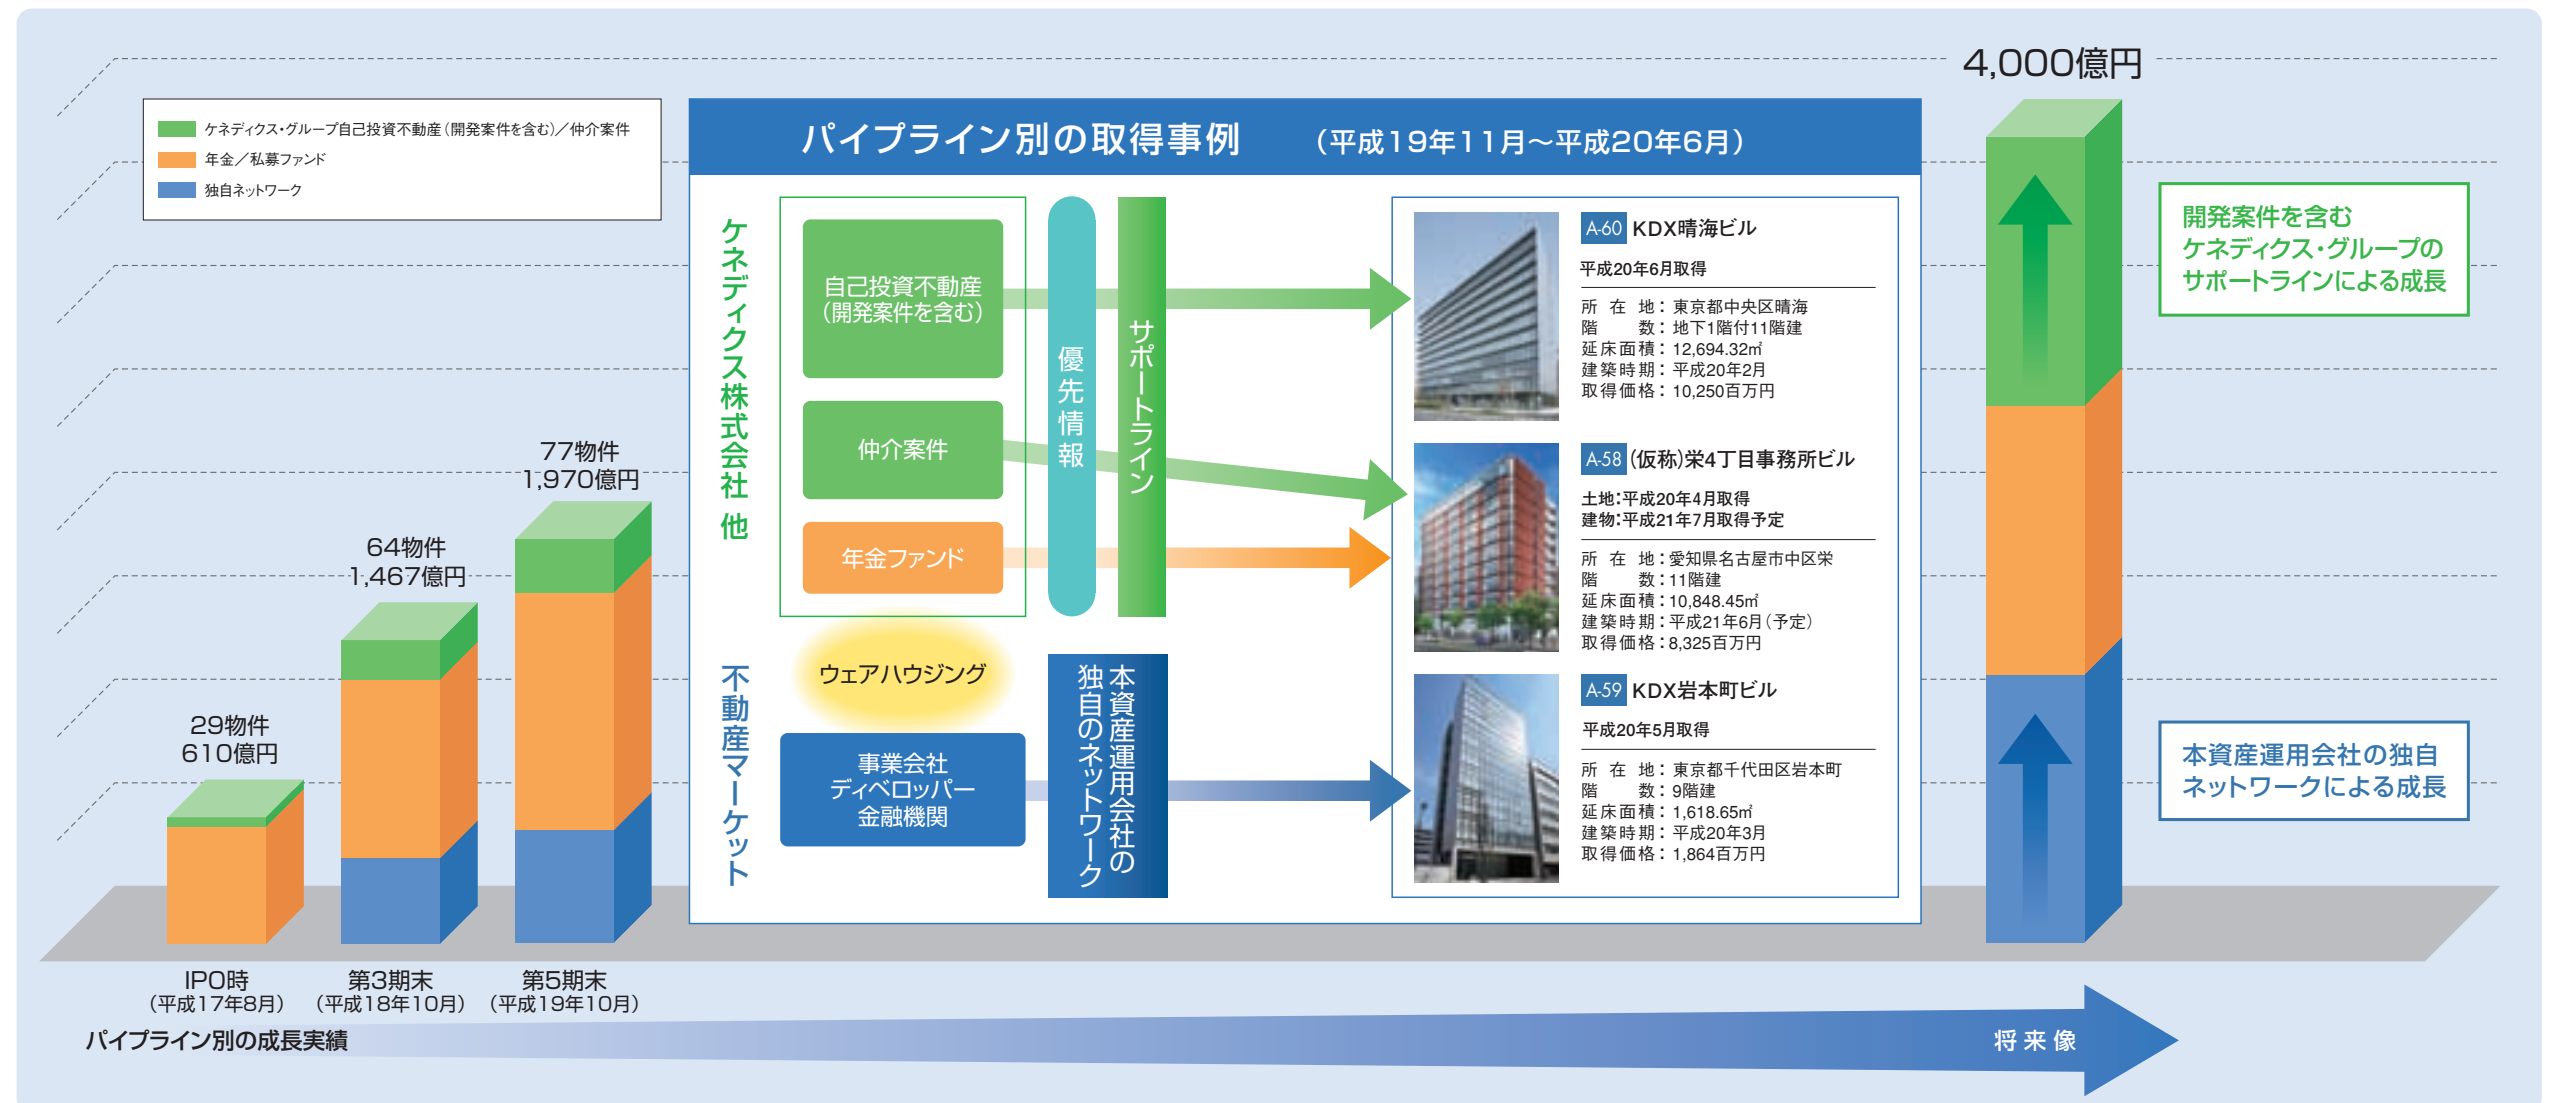 4,000億円
ケネディクス・グループ自己投資不動産（開発案件を含む）／仲介案件
年金／私募ファンド
独自ネットワーク
パイプライン別の取得事例　（平成19年11月～平成20年6月）
ケネディクス株式会社 他
自己投資不動産
（開発案件を含む）
仲介案件
年金ファンド
優先情報
サポートライン
ウェアハウジング
不動産マーケット
事業会社
ディベロッパー
金融機関
本資産運用会社の
独自のネットワーク
A-60 KDX晴海ビル
平成20年6月取得
所在地：東京都中央区晴海
階数：地下1階付11階建
延床面積：12,694.32㎡
建築時期：平成20年2月
取得価格：10,250百万円
A-58 (仮称)栄4丁目事務所ビル
土地：平成20年4月取得
建物：平成21年7月取得予定
所在地：愛知県名古屋市中区栄
階数：11階建
延床面積：10,848.45㎡
建築時期：平成21年6月（予定）
取得価格：8,325百万円
A-59 KDX岩本町ビル
平成20年5月取得
所在地：東京都千代田区岩本町
階数：9階建
延床面積：1,618.65㎡
建築時期：平成20年3月
取得価格：1,864百万円
開発案件を含む
ケネディクス・グループの
サポートラインによる成長
本資産運用会社の独自
ネットワークによる成長
77物件
1,970億円
64物件
1,467億円
29物件
610億円
IPO時
（平成17年8月）
第3期末
（平成18年10月）
第5期末
（平成19年10月）
パイプライン別の成長実績
将来像